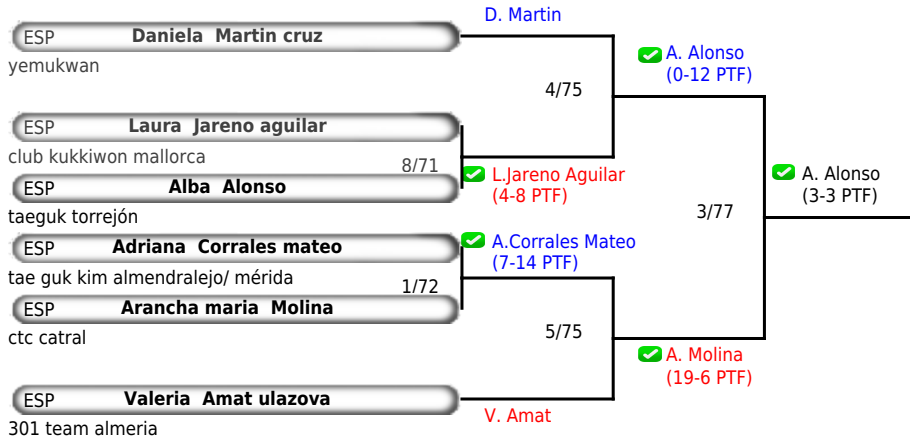 D. Martin
ESP Daniela Martin cruz
yemukwan
A. Alonso
(0-12 PTF)
4/75
ESP Laura Jareno aguilar
club kukkiwon mallorca
8/71
ESP Alba Alonso
taeguk torrejón
L.Jareno Aguilar
(4-8 PTF)
A. Alonso
(3-3 PTF)
3/77
ESP Adriana Corrales mateo
tae guk kim almendralejo/ mérida
A.Corrales Mateo
(7-14 PTF)
1/72
ESP Arancha maria Molina
ctc catral
5/75
A. Molina
(19-6 PTF)
ESP Valeria Amat ulazova
301 team almeria
V. Amat